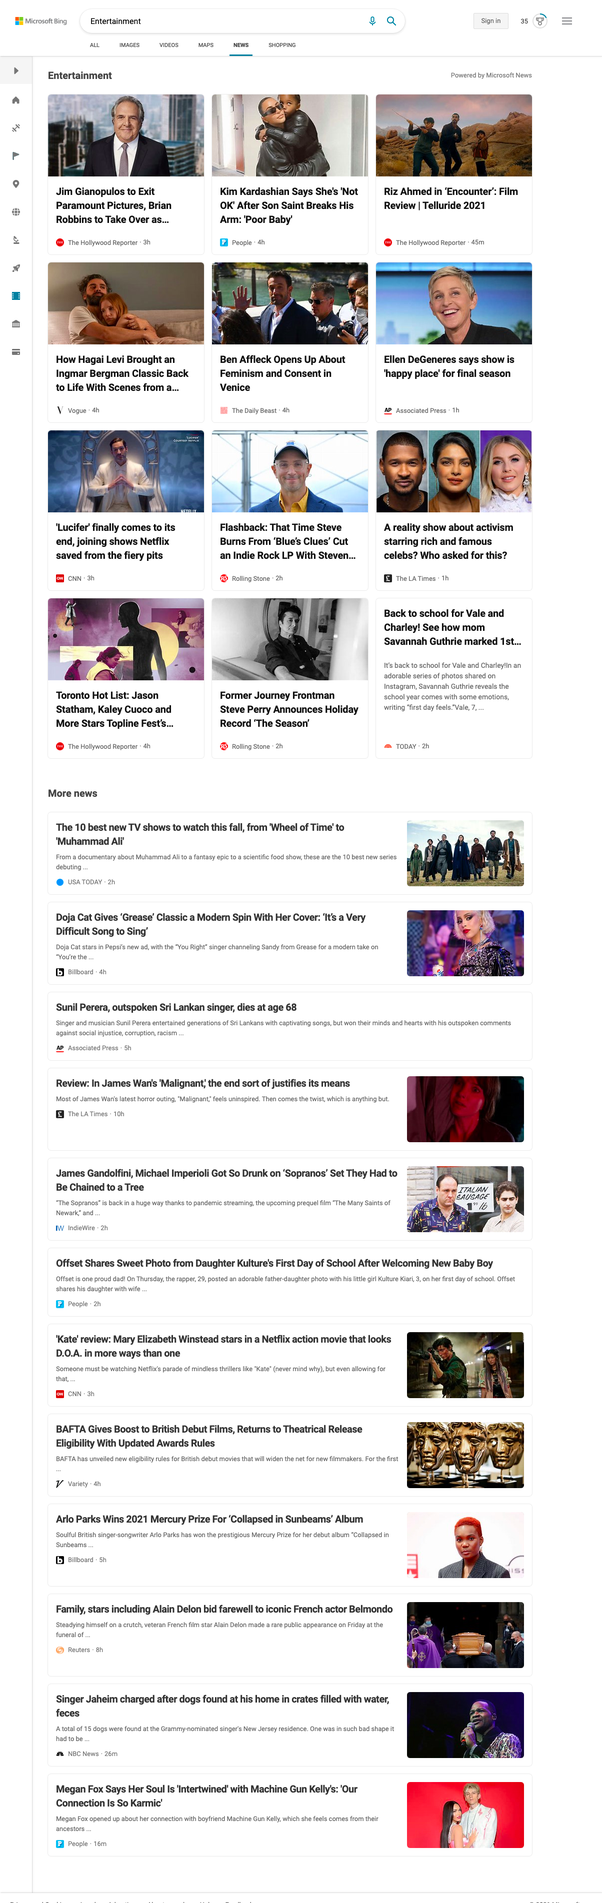 Microsoft Bing
Entertainment
Sign in
35
ALL IMAGES VIDEOS MAPS NEWS SHOPPING
Entertainment
Powered by Microsoft News
Jim Gianopulos to Exit
Paramount Pictures, Brian
Robbins to Take Over as...
The Hollywood Reporter · 3h
Kim Kardashian Says She's 'Not
OK' After Son Saint Breaks His
Arm: 'Poor Baby'
People · 4h
Riz Ahmed in ‘Encounter’: Film
Review | Telluride 2021
The Hollywood Reporter · 45m
How Hagai Levi Brought an
Ingmar Bergman Classic Back
to Life With Scenes from a...
Vogue · 4h
Ben Affleck Opens Up About
Feminism and Consent in
Venice
The Daily Beast · 4h
Ellen DeGeneres says show is
'happy place' for final season
AP Associated Press · 1h
NETFLIX
'Lucifer' finally comes to its
end, joining shows Netflix
saved from the fiery pits
CNN · 3h
Flashback: That Time Steve
Burns From ‘Blue’s Clues’ Cut
an Indie Rock LP With Steven...
Rolling Stone · 2h
A reality show about activism
starring rich and famous
celebs? Who asked for this?
The LA Times · 1h
Toronto Hot List: Jason
Statham, Kaley Cuoco and
More Stars Topline Fest’s...
The Hollywood Reporter · 4h
Former Journey Frontman
Steve Perry Announces Holiday
Record ‘The Season’
Rolling Stone · 2h
Back to school for Vale and
Charley! See how mom
Savannah Guthrie marked 1st...
It’s back to school for Vale and Charley!In an
adorable series of photos shared on
Instagram, Savannah Guthrie reveals the
school year comes with some emotions,
writing “first day feels.”Vale, 7, ...
TODAY · 2h
More news
The 10 best new TV shows to watch this fall, from 'Wheel of Time' to
'Muhammad Ali'
From a documentary about Muhammad Ali to a fantasy epic to a scientific food show, these are the 10 best new series
debuting ...
USA TODAY · 2h
Doja Cat Gives ‘Grease’ Classic a Modern Spin With Her Cover: ‘It’s a Very
Difficult Song to Sing’
Doja Cat stars in Pepsi's new ad, with the “You Right” singer channeling Sandy from Grease for a modern take on
“You're the ...
Billboard · 4h
Sunil Perera, outspoken Sri Lankan singer, dies at age 68
Singer and musician Sunil Perera entertained generations of Sri Lankans with captivating songs, but won their minds and hearts with his outspoken comments
against social injustice, corruption, racism ...
AP Associated Press · 5h
Review: In James Wan's 'Malignant,' the end sort of justifies its means
Most of James Wan's latest horror outing, "Malignant," feels uninspired. Then comes the twist, which is anything but.
The LA Times · 10h
James Gandolfini, Michael Imperioli Got So Drunk on ‘Sopranos’ Set They Had to
Be Chained to a Tree
“The Sopranos” is back in a huge way thanks to pandemic streaming, the upcoming prequel film “The Many Saints of
Newark,” and ...
IW IndieWire · 2h
ITALIAN
SAUSAGE
Offset Shares Sweet Photo from Daughter Kulture's First Day of School After Welcoming New Baby Boy
Offset is one proud dad! On Thursday, the rapper, 29, posted an adorable father-daughter photo with his little girl Kulture Kiari, 3, on her first day of school. Offset
shares his daughter with wife ...
People · 2h
'Kate' review: Mary Elizabeth Winstead stars in a Netflix action movie that looks
D.O.A. in more ways than one
Someone must be watching Netflix's parade of mindless thrillers like "Kate" (never mind why), but even allowing for
that, ...
CNN · 3h
BAFTA Gives Boost to British Debut Films, Returns to Theatrical Release
Eligibility With Updated Awards Rules
BAFTA has unveiled new eligibility rules for British debut movies that will widen the net for new filmmakers. For the first
...
Variety · 4h
Arlo Parks Wins 2021 Mercury Prize For ‘Collapsed in Sunbeams’ Album
Soulful British singer-songwriter Arlo Parks has won the prestigious Mercury Prize for her debut album “Collapsed in
Sunbeams ...
Billboard · 5h
Family, stars including Alain Delon bid farewell to iconic French actor Belmondo
Steadying himself on a crutch, veteran French film star Alain Delon made a rare public appearance on Friday at the
funeral of ...
Reuters · 8h
Singer Jaheim charged after dogs found at his home in crates filled with water,
feces
A total of 15 dogs were found at the Grammy-nominated singer's New Jersey residence. One was in such bad shape it
had to be ...
NBC News · 26m
Megan Fox Says Her Soul Is 'Intertwined' with Machine Gun Kelly's: 'Our
Connection Is So Karmic'
Megan Fox opened up about her connection with boyfriend Machine Gun Kelly, which she feels comes from their
ancestors ...
People · 16m